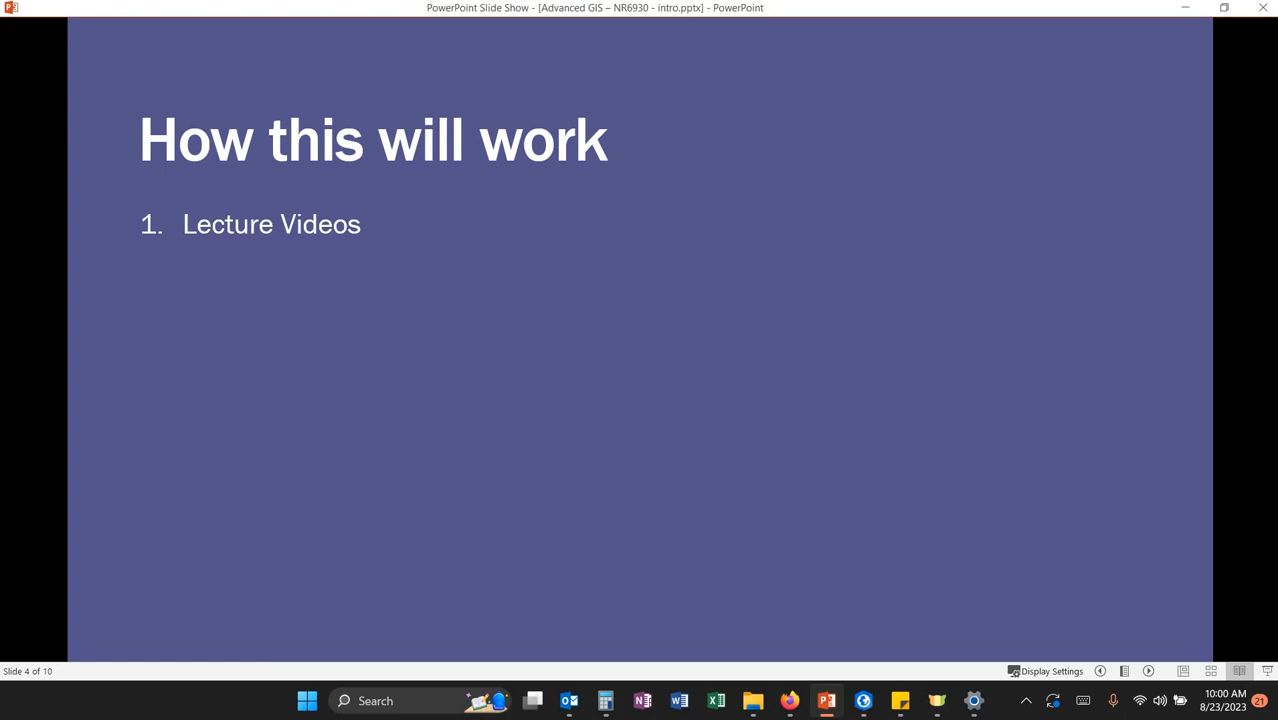 PowerPoint Slide Show - [Advanced GIS – NR6930 - intro.pptx] - PowerPoint
How this will work
1. Lecture Videos
Slide 4 of 10
Display Settings
Search
10:00 AM
8/23/2023
21